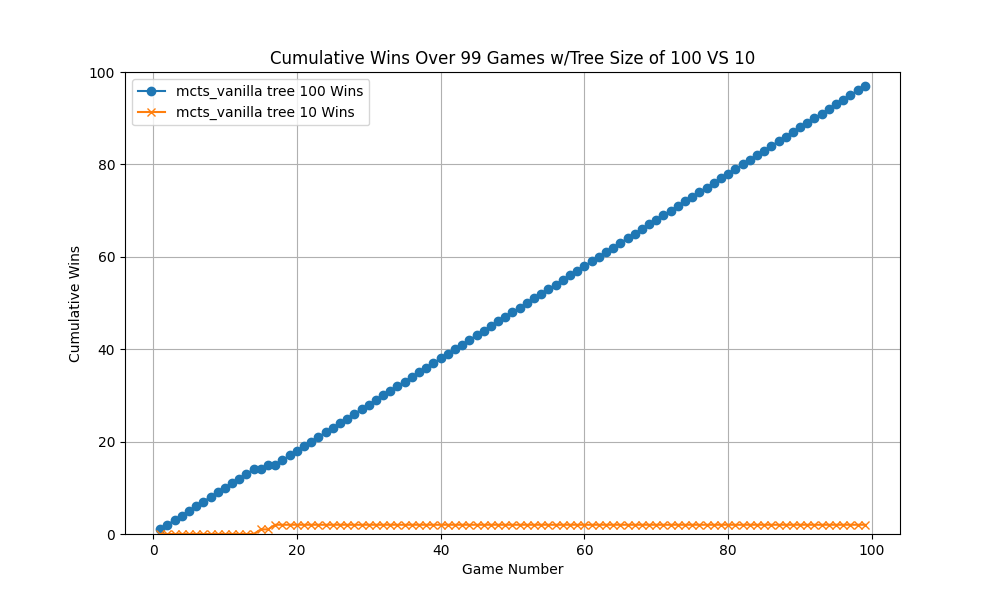 Cumulative Wins Over 99 Games w/Tree Size of 100 VS 10
mcts_vanilla tree 100 Wins
mcts_vanilla tree 10 Wins
Cumulative Wins
100
80
60
40
20
0
0 20 40 60 80 100
Game Number